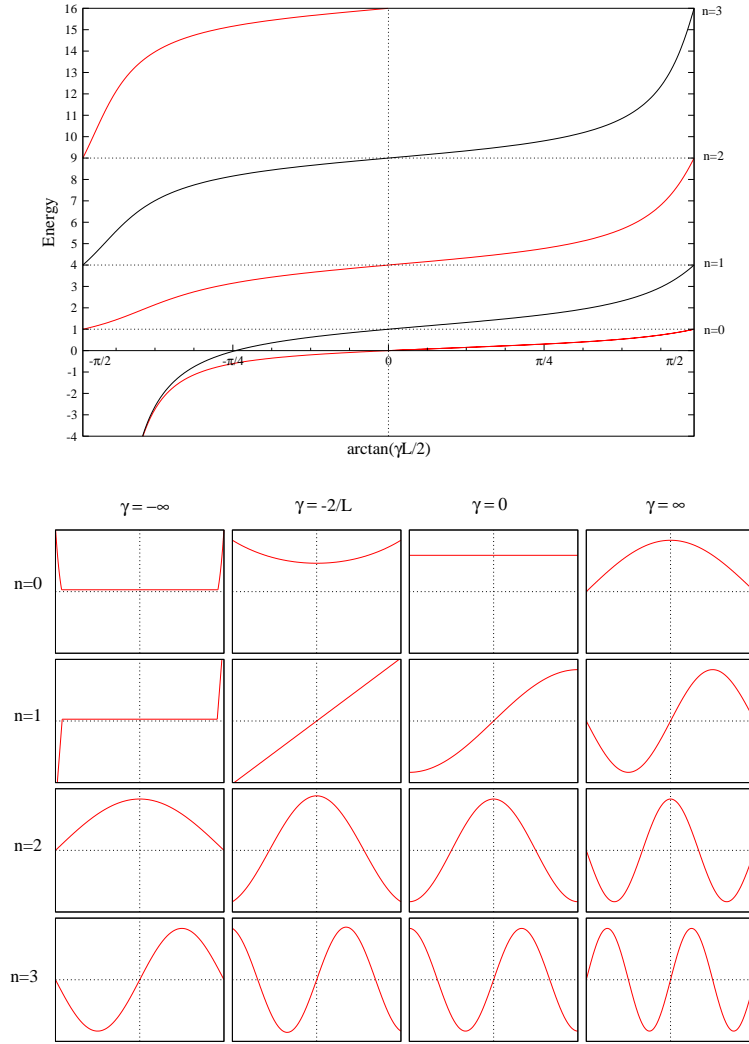 16
15
14
13
12
11
10
9
8
7
6
5
4
3
2
1
0
-1
-2
-3
-4
Energy
n=3
n=2
n=1
n=0
-π/2
-π/4
0
π/4
π/2
arctan(γL/2)
γ = −∞
γ = -2/L
γ = 0
γ = ∞
n=0
n=1
n=2
n=3